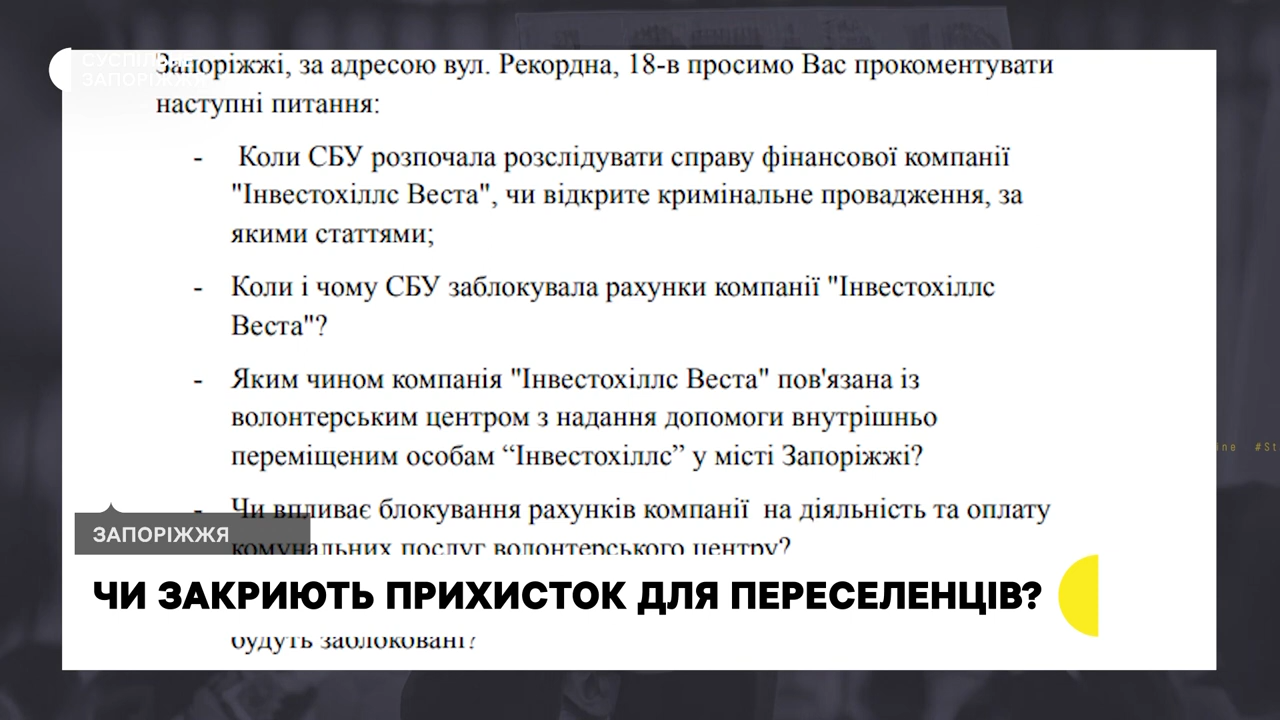 СУСПІЛЬНЕ
ЗАПОРІЖЖЯ
Запоріжжі, за адресою вул. Рекордна, 18-в просимо Вас прокоментувати
наступні питання:
- Коли СБУ розпочала розслідувати справу фінансової компанії
"Інвестохіллс Веста", чи відкрите кримінальне провадження, за
якими статтями;
- Коли і чому СБУ заблокувала рахунки компанії "Інвестохіллс
Веста"?
- Яким чином компанія "Інвестохіллс Веста" пов'язана із
волонтерським центром з надання допомоги внутрішньо
переміщеним особам “Інвестохіллс” у місті Запоріжжі?
- Чи впливає блокування рахунків компанії на діяльність та оплату
комунальних послуг волонтерського центру?
ЗАПОРІЖЖЯ
ЧИ ЗАКРИЮТЬ ПРИХИСТОК ДЛЯ ПЕРЕСЕЛЕНЦІВ?
будуть заблоковані?